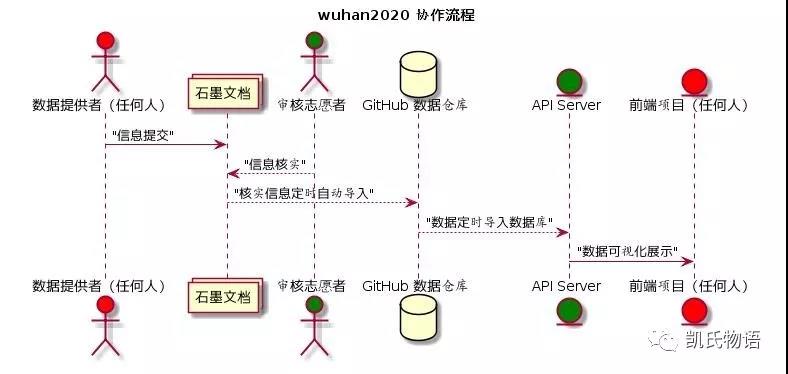 wuhan2020 协作流程
数据提供者（任何人） 石墨文档 审核志愿者 GitHub 数据仓库 API Server 前端项目（任何人）
"信息提交"
"信息核实"
"核实信息定时自动导入"
"数据定时导入数据库"
"数据可视化展示"
数据提供者（任何人） 石墨文档 审核志愿者 GitHub 数据仓库 API Server 前端项目（任何人）
凯氏物语